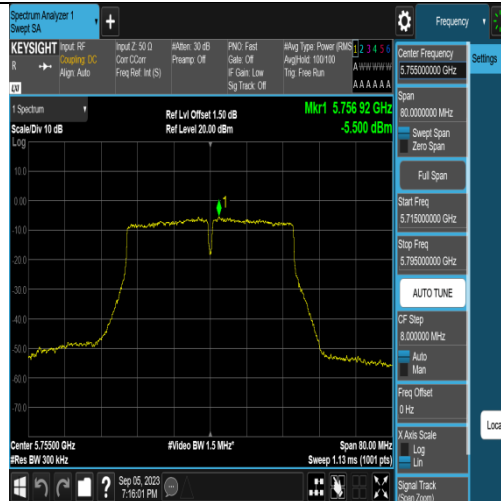 Spectrum Analyzer 1
Swept SA
+
Frequency
KEYSIGHT
R
LXI
Input: RF
Coupling: DC
Align: Auto
Input Z: 50 Ω
Corr CCorr
Freq Ref: Int (S)
#Atten: 30 dB
Preamp: Off
PNO: Fast
Gate: Off
IF Gain: Low
Sig Track: Off
#Avg Type: Power (RMS
Avg|Hold: 100/100
Trig: Free Run
1 2 3 4 5 6
A W W W W W
A A A A A A
1 Spectrum
Scale/Div 10 dB
Ref Lvl Offset 1.50 dB
Ref Level 20.00 dBm
Mkr1 5.756 92 GHz
-5.500 dBm
Log
10.0
0.00
1
-10.0
-20.0
-30.0
-40.0
-50.0
-60.0
-70.0
Center 5.75500 GHz
#Res BW 300 kHz
#Video BW 1.5 MHz*
Span 80.00 MHz
Sweep 1.13 ms (1001 pts)
Sep 05, 2023
7:16:01 PM
Center Frequency
5.755000000 GHz
Settings
Span
80.0000000 MHz
Swept Span
Zero Span
Full Span
Start Freq
5.715000000 GHz
Stop Freq
5.795000000 GHz
AUTO TUNE
CF Step
8.000000 MHz
Auto
Man
Freq Offset
0 Hz
X Axis Scale
Log
Lin
Loca
Signal Track
(Span Zoom)